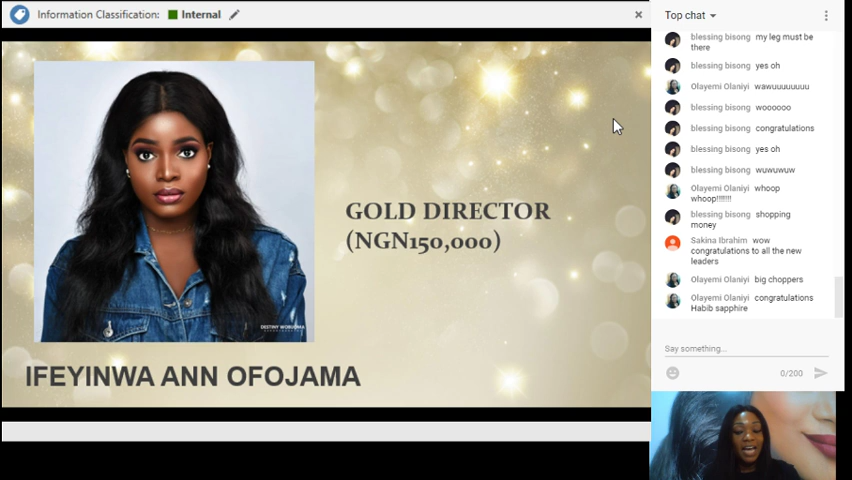 Information Classification: Internal
GOLD DIRECTOR
(NGN150,000)
IFEYINWA ANN OFOJAMA
Top chat
blessing bisong my leg must be
there
blessing bisong yes oh
Olayemi Olaniyi wawuuuuuuuu
blessing bisong woooooo
blessing bisong congratulations
blessing bisong yes oh
blessing bisong wuwuwuw
Olayemi Olaniyi whoop
whoop!!!!!!!
blessing bisong shopping
money
Sakina Ibrahim wow
congratulations to all the new
leaders
Olayemi Olaniyi big choppers
Olayemi Olaniyi congratulations
Habib sapphire
Say something...
0/200